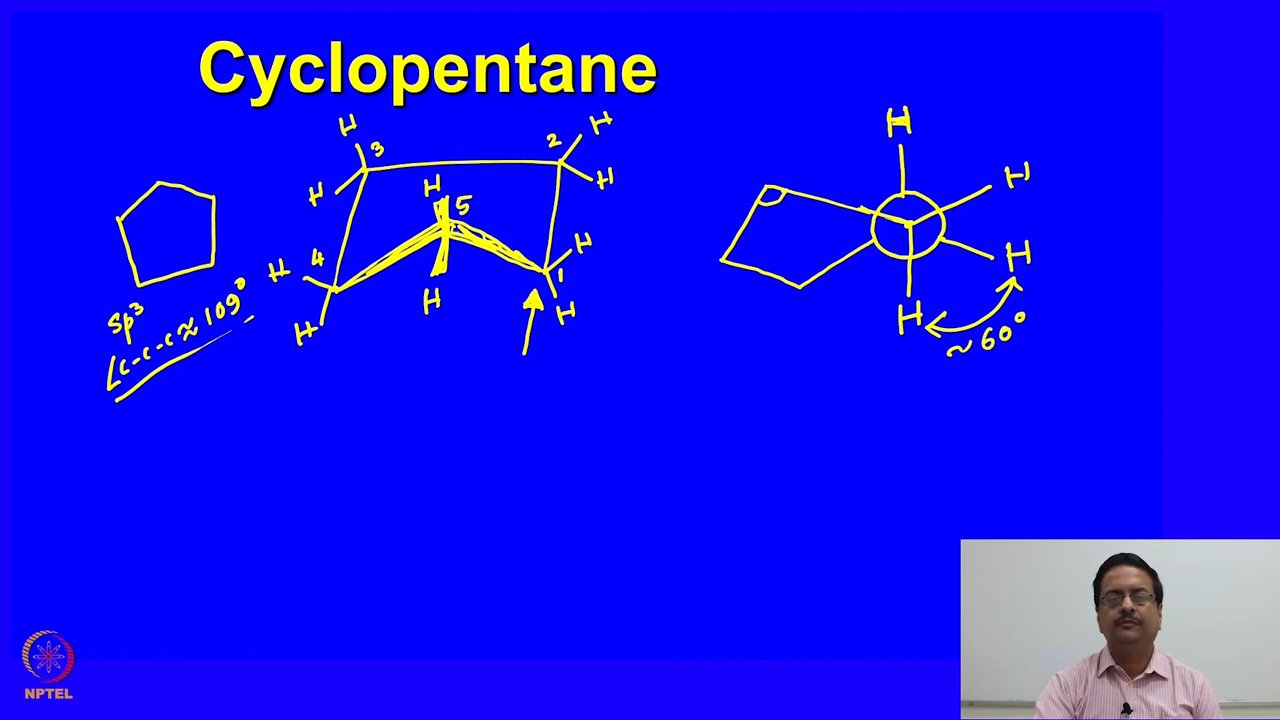 Cyclopentane
H
3
2
H
H
H
H
5
H
4
H
1
H
H
H
H
sp³
∠C-C-C ≈ 109°
H
H
H
H
≈ 60°
NPTEL